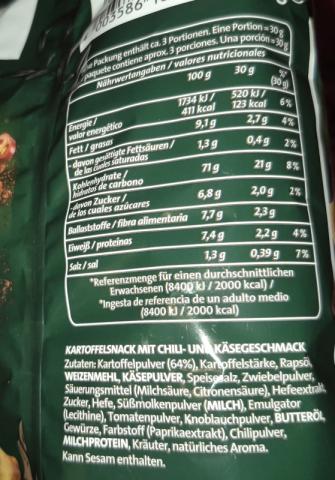 003586
Packung enthält ca. 3 Portionen. Eine Portion = 30 g
paquete contiene aprox. 3 porciones. Una porción = 30 g
Nährwertangaben / valores nutricionales
100 g 30 g %* (30 g)
Energie / valor energético 1734 kJ / 411 kcal 520 kJ / 123 kcal 6%
Fett / grasas 9,1 g 2,7 g 4%
- davon gesättigte Fettsäuren / de las cuales saturadas 1,3 g 0,4 g 2%
Kohlenhydrate / hidratos de carbono 71 g 21 g 8%
- davon Zucker / de los cuales azúcares 6,8 g 2,0 g 2%
Ballaststoffe / fibra alimentaria 7,7 g 2,3 g
Eiweiß / proteínas 7,4 g 2,2 g 4%
Salz / sal 1,3 g 0,39 g 7%
*Referenzmenge für einen durchschnittlichen
Erwachsenen (8400 kJ / 2000 kcal) /
*Ingesta de referencia de un adulto medio
(8400 kJ / 2000 kcal)
KARTOFFELSNACK MIT CHILI- UND KÄSEGESCHMACK
Zutaten: Kartoffelpulver (64%), Kartoffelstärke, Rapsöl,
WEIZENMEHL, KÄSEPULVER, Speisesalz, Zwiebelpulver,
Säuerungsmittel (Milchsäure, Citronensäure), Hefeextrakt,
Zucker, Hefe, Süßmolkenpulver (MILCH), Emulgator
(Lecithine), Tomatenpulver, Knoblauchpulver, BUTTERÖL,
Gewürze, Farbstoff (Paprikaextrakt), Chilipulver,
MILCHPROTEIN, Kräuter, natürliches Aroma.
Kann Sesam enthalten.